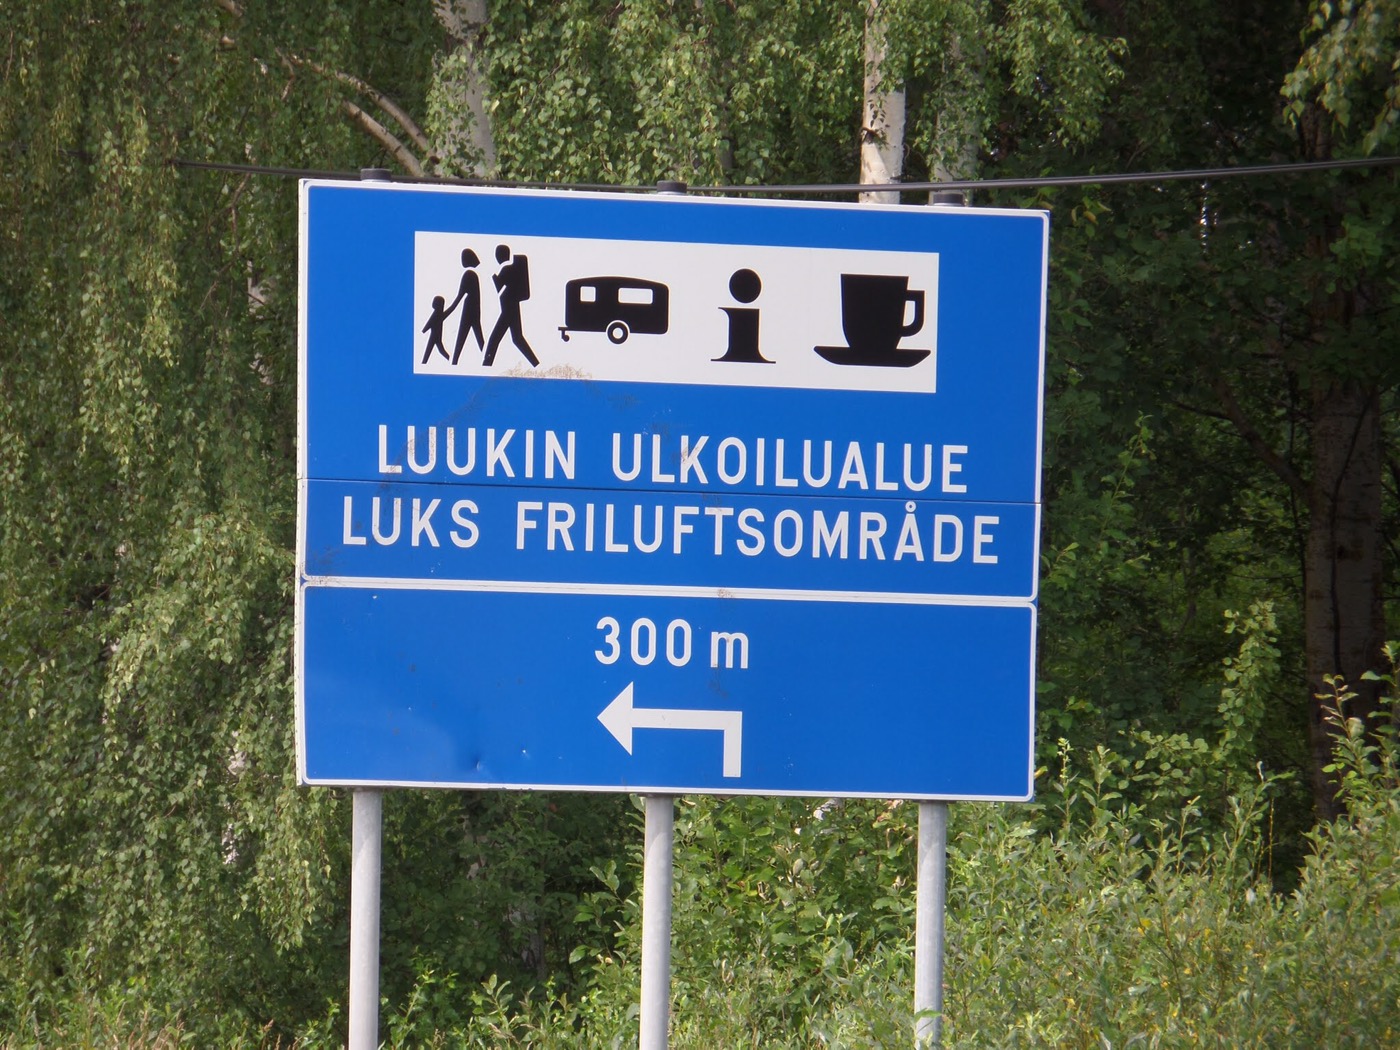 LUUKIN ULKOILUALUE
LUKS FRILUFTSOMRÅDE
300 m